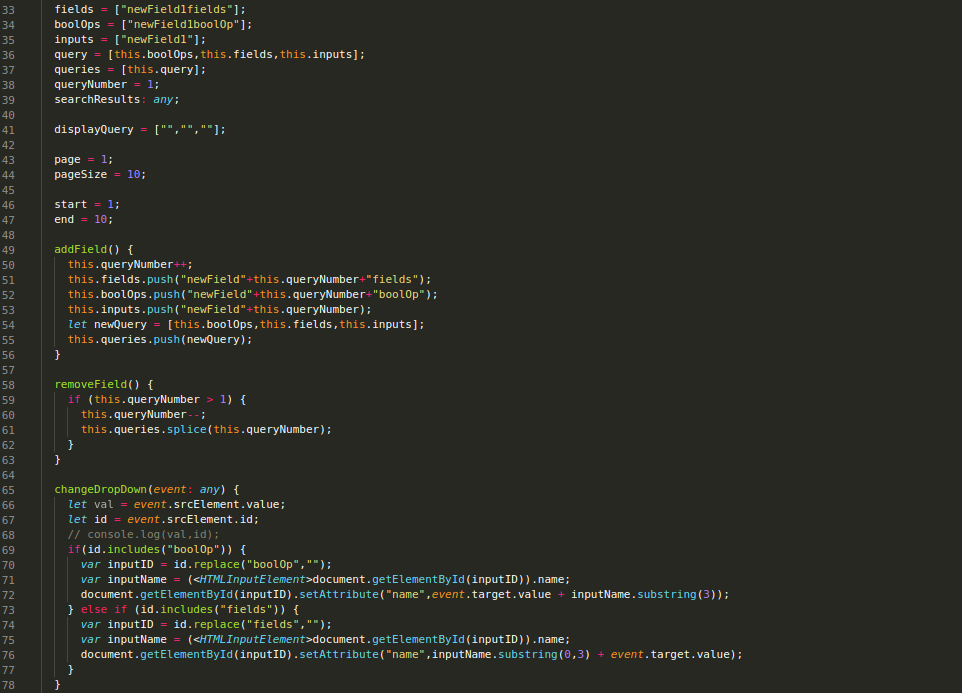 33 fields = ["newField1fields"];
34 boolOps = ["newField1boolOp"];
35 inputs = ["newField1"];
36 query = [this.boolOps,this.fields,this.inputs];
37 queries = [this.query];
38 queryNumber = 1;
39 searchResults: any;
40
41 displayQuery = ["","",""];
42
43 page = 1;
44 pageSize = 10;
45
46 start = 1;
47 end = 10;
48
49 addField() {
50 this.queryNumber++;
51 this.fields.push("newField"+this.queryNumber+"fields");
52 this.boolOps.push("newField"+this.queryNumber+"boolOp");
53 this.inputs.push("newField"+this.queryNumber);
54 let newQuery = [this.boolOps,this.fields,this.inputs];
55 this.queries.push(newQuery);
56 }
57
58 removeField() {
59 if (this.queryNumber > 1) {
60 this.queryNumber--;
61 this.queries.splice(this.queryNumber);
62 }
63 }
64
65 changeDropDown(event: any) {
66 let val = event.srcElement.value;
67 let id = event.srcElement.id;
68 // console.log(val,id);
69 if(id.includes("boolOp")) {
70 var inputID = id.replace("boolOp","");
71 var inputName = (<HTMLInputElement>document.getElementById(inputID)).name;
72 document.getElementById(inputID).setAttribute("name",event.target.value + inputName.substring(3));
73 } else if (id.includes("fields")) {
74 var inputID = id.replace("fields","");
75 var inputName = (<HTMLInputElement>document.getElementById(inputID)).name;
76 document.getElementById(inputID).setAttribute("name",inputName.substring(0,3) + event.target.value);
77 }
78 }